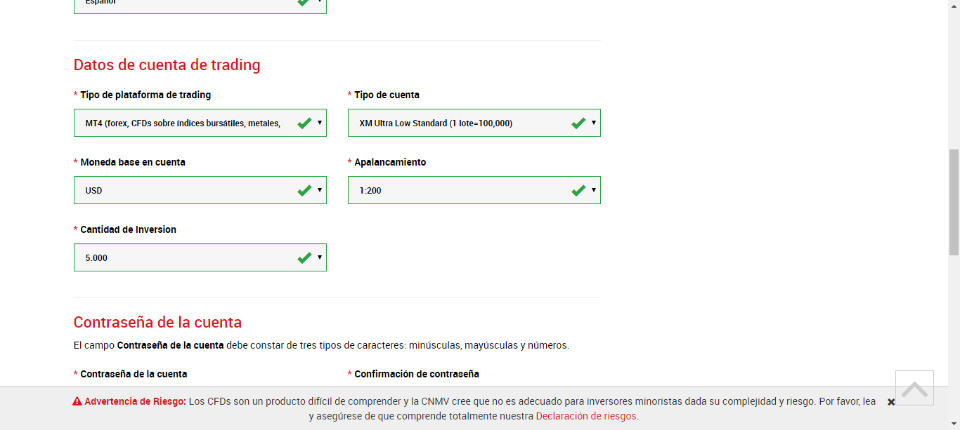 Español
Datos de cuenta de trading
* Tipo de plataforma de trading
* Tipo de cuenta
MT4 (forex, CFDs sobre índices bursátiles, metales,
XM Ultra Low Standard (1 lote=100,000)
* Moneda base en cuenta
* Apalancamiento
USD
1:200
* Cantidad de Inversion
5.000
Contraseña de la cuenta
El campo Contraseña de la cuenta debe constar de tres tipos de caracteres: minúsculas, mayúsculas y números.
* Contraseña de la cuenta
* Confirmación de contraseña
Advertencia de Riesgo: Los CFDs son un producto difícil de comprender y la CNMV cree que no es adecuado para inversores minoristas dada su complejidad y riesgo. Por favor, lea
y asegúrese de que comprende totalmente nuestra Declaración de riesgos.